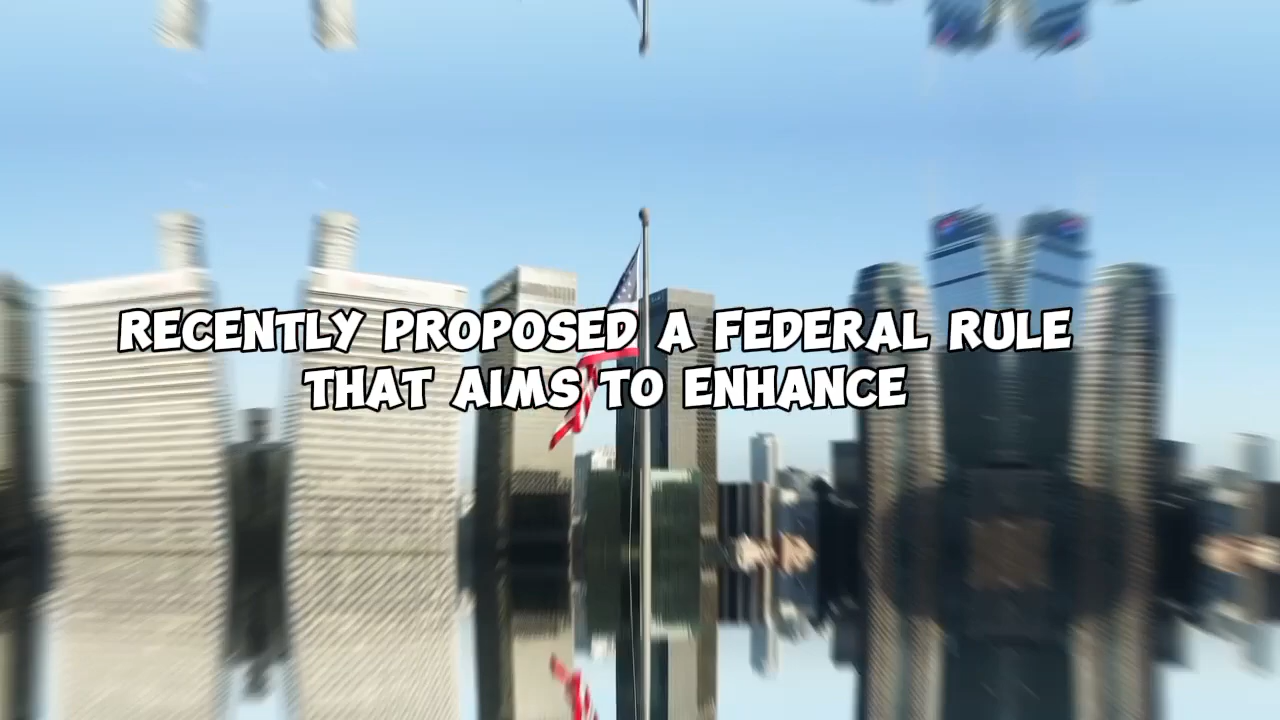 RECENTLY PROPOSED A FEDERAL RULE
THAT AIMS TO ENHANCE